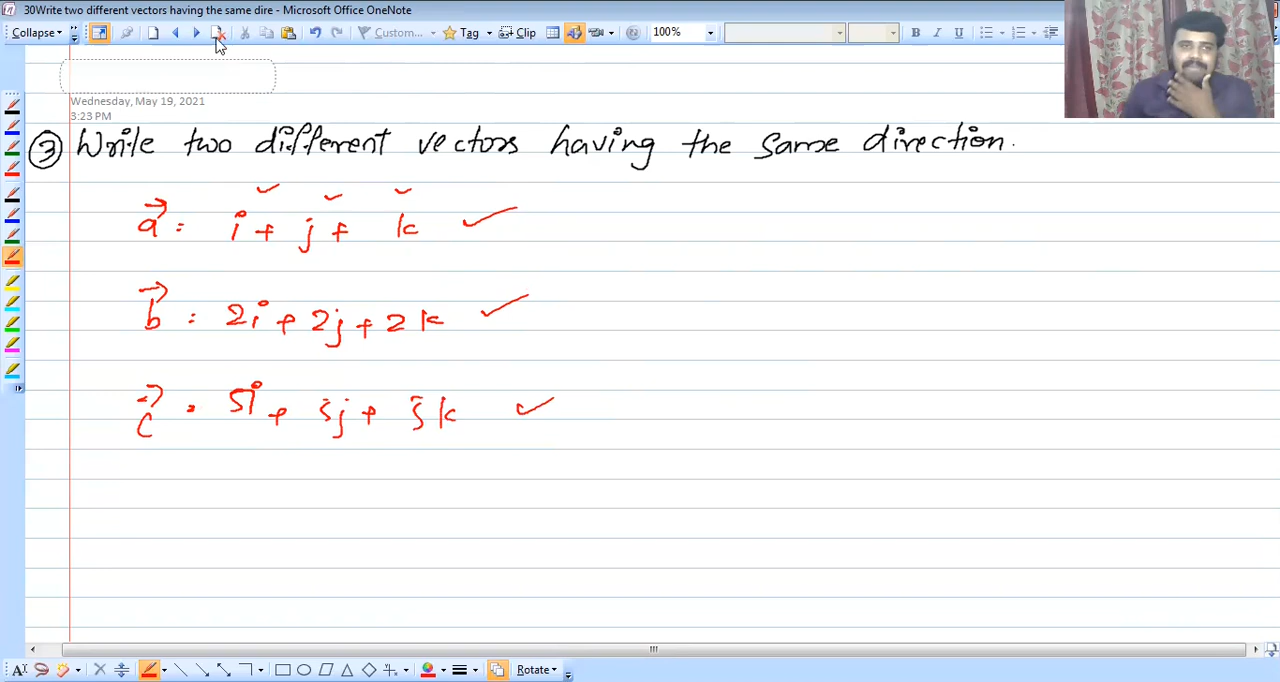 30Write two different vectors having the same dire - Microsoft Office OneNote
Collapse Custom... Tag Clip 100% B I U
Wednesday, May 19, 2021
3:23 PM
③ Write two different vectors having the same direction.
a⃗ = i + j + k
b⃗ = 2i + 2j + 2k
c⃗ = 5i + 5j + 5k
Rotate